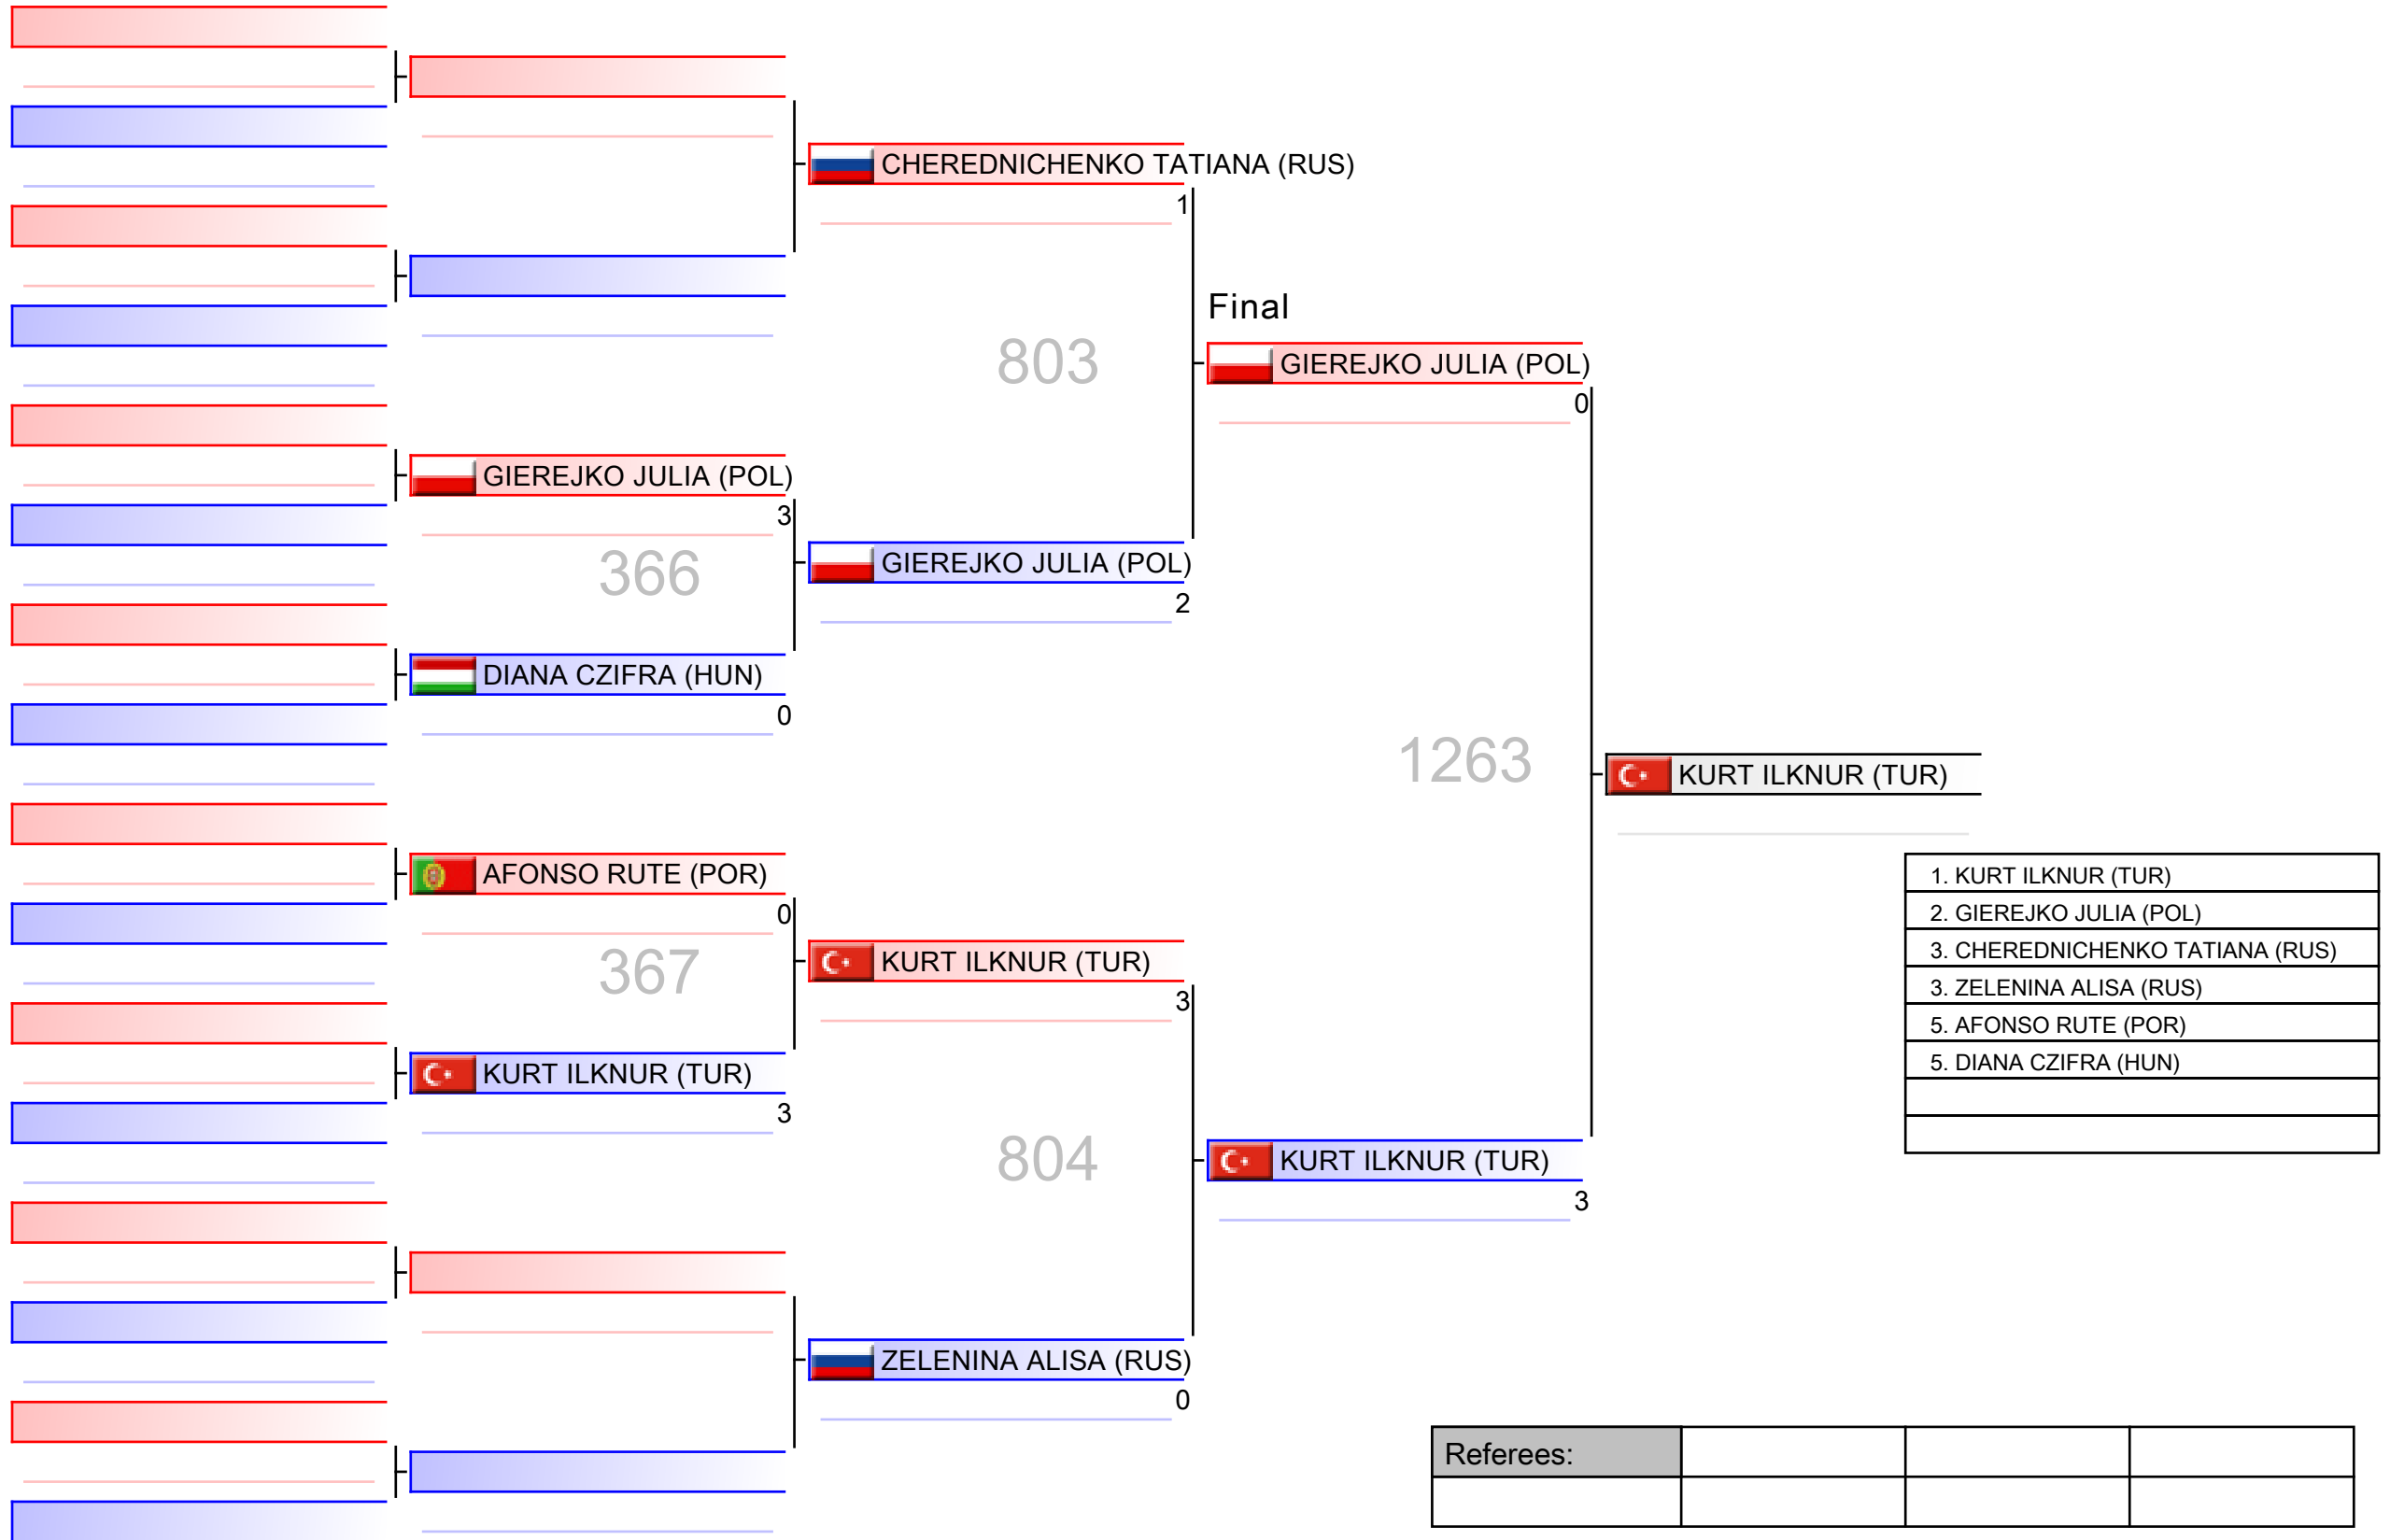 CHEREDNICHENKO TATIANA (RUS)
1
Final
803
GIEREJKO JULIA (POL)
0
GIEREJKO JULIA (POL)
3
366
GIEREJKO JULIA (POL)
2
DIANA CZIFRA (HUN)
0
1263
KURT ILKNUR (TUR)
AFONSO RUTE (POR)
0
367
KURT ILKNUR (TUR)
3
KURT ILKNUR (TUR)
3
804
KURT ILKNUR (TUR)
3
ZELENINA ALISA (RUS)
0
1. KURT ILKNUR (TUR)
2. GIEREJKO JULIA (POL)
3. CHEREDNICHENKO TATIANA (RUS)
3. ZELENINA ALISA (RUS)
5. AFONSO RUTE (POR)
5. DIANA CZIFRA (HUN)
Referees: